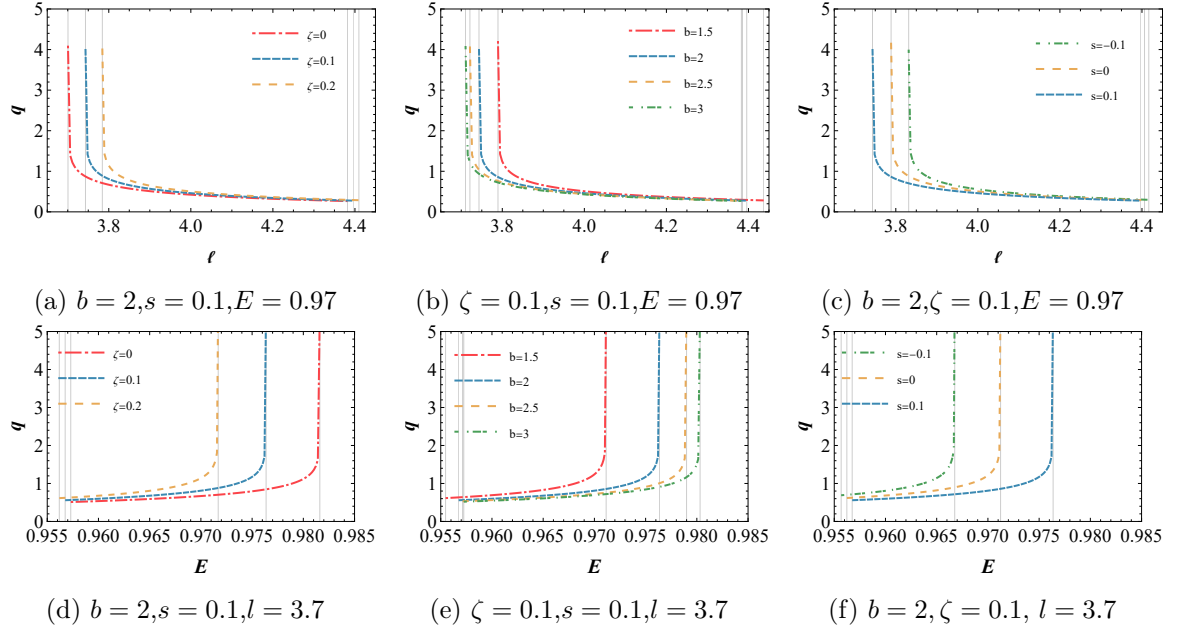 5
4
3
2
1
0
q
ζ=0
ζ=0.1
ζ=0.2
3.8 4.0 4.2 4.4
ℓ
(a) b = 2,s = 0.1,E = 0.97
5
4
3
2
1
0
q
b=1.5
b=2
b=2.5
b=3
3.8 4.0 4.2 4.4
ℓ
(b) ζ = 0.1,s = 0.1,E = 0.97
5
4
3
2
1
0
q
s=-0.1
s=0
s=0.1
3.8 4.0 4.2 4.4
ℓ
(c) b = 2,ζ = 0.1,E = 0.97
5
4
3
2
1
0
q
ζ=0
ζ=0.1
ζ=0.2
0.955 0.960 0.965 0.970 0.975 0.980 0.985
E
(d) b = 2,s = 0.1,l = 3.7
5
4
3
2
1
0
q
b=1.5
b=2
b=2.5
b=3
0.955 0.960 0.965 0.970 0.975 0.980 0.985
E
(e) ζ = 0.1,s = 0.1,l = 3.7
5
4
3
2
1
0
q
s=-0.1
s=0
s=0.1
0.955 0.960 0.965 0.970 0.975 0.980 0.985
E
(f) b = 2,ζ = 0.1, l = 3.7